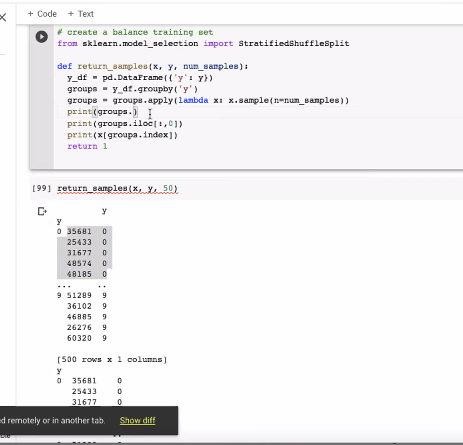 + Code + Text
# create a balance training set
from sklearn.model_selection import StratifiedShuffleSplit
def return_samples(x, y, num_samples):
y_df = pd.DataFrame({'y': y})
groups = y_df.groupby('y')
groups = groups.apply(lambda x: x.sample(n=num_samples))
print(groups.)
print(groups.iloc[:,0])
print(x[groups.index])
return 1
[99] return_samples(x, y, 50)
y
y
0 35681 0
25433 0
31677 0
48574 0
48185 0
... ..
9 51289 9
36102 9
46885 9
26276 9
60320 9
[500 rows x 1 columns]
y
0 35681 0
25433 0
31677 0
ed remotely or in another tab. Show diff